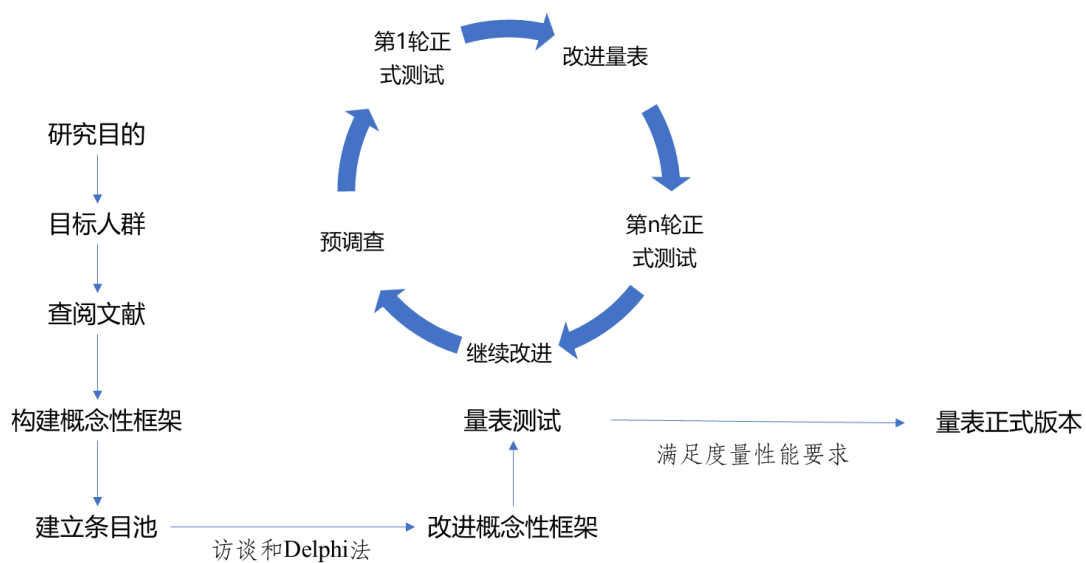 研究目的
目标人群
查阅文献
构建概念性框架
建立条目池
访谈和Delphi法
改进概念性框架
量表测试
预调查
第1轮正
式测试
改进量表
第n轮正
式测试
继续改进
满足度量性能要求
量表正式版本